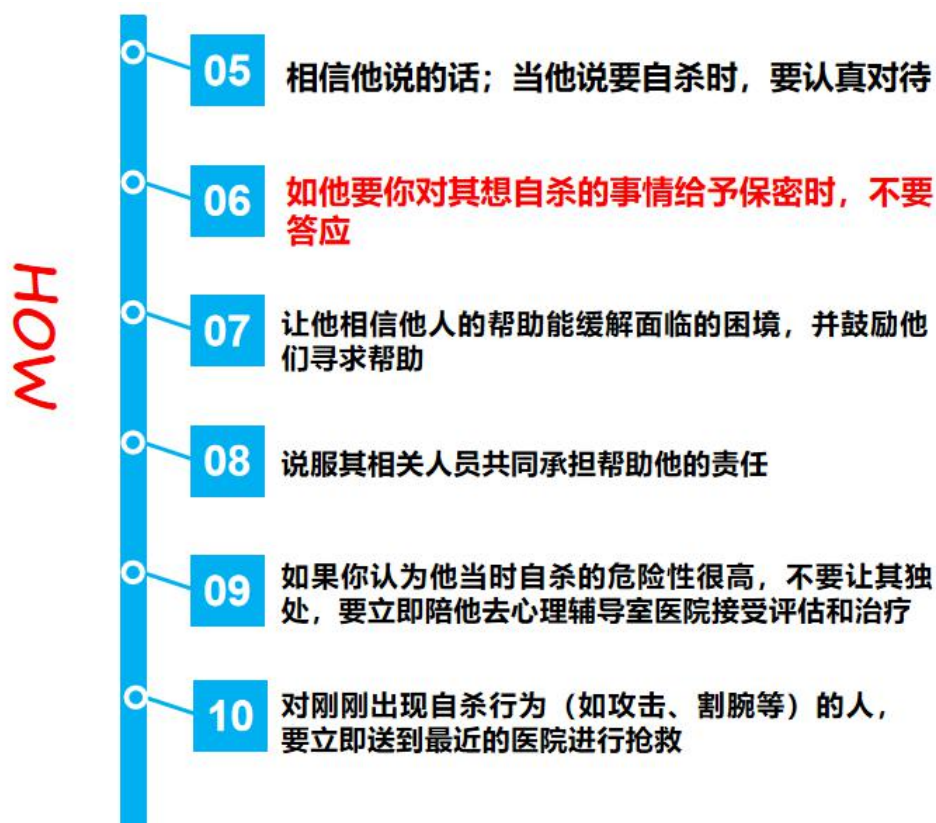 HOW
05
相信他说的话；当他说要自杀时，要认真对待
06
如他要你对其想自杀的事情给予保密时，不要
答应
07
让他相信他人的帮助能缓解面临的困境，并鼓励他
们寻求帮助
08
说服其相关人员共同承担帮助他的责任
09
如果你认为他当时自杀的危险性很高，不要让其独
处，要立即陪他去心理辅导室医院接受评估和治疗
10
对刚刚出现自杀行为（如攻击、割腕等）的人，
要立即送到最近的医院进行抢救